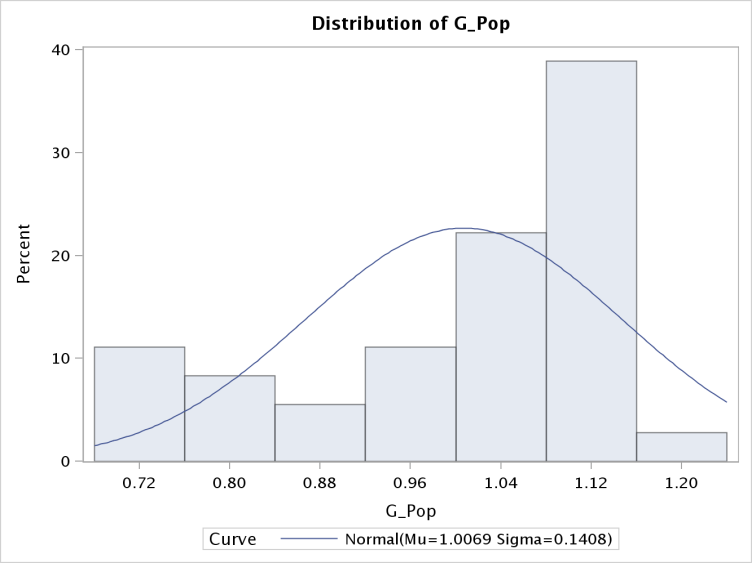 Distribution of G_Pop
40
30
20
10
0
Percent
0.72 0.80 0.88 0.96 1.04 1.12 1.20
G_Pop
Curve Normal(Mu=1.0069 Sigma=0.1408)